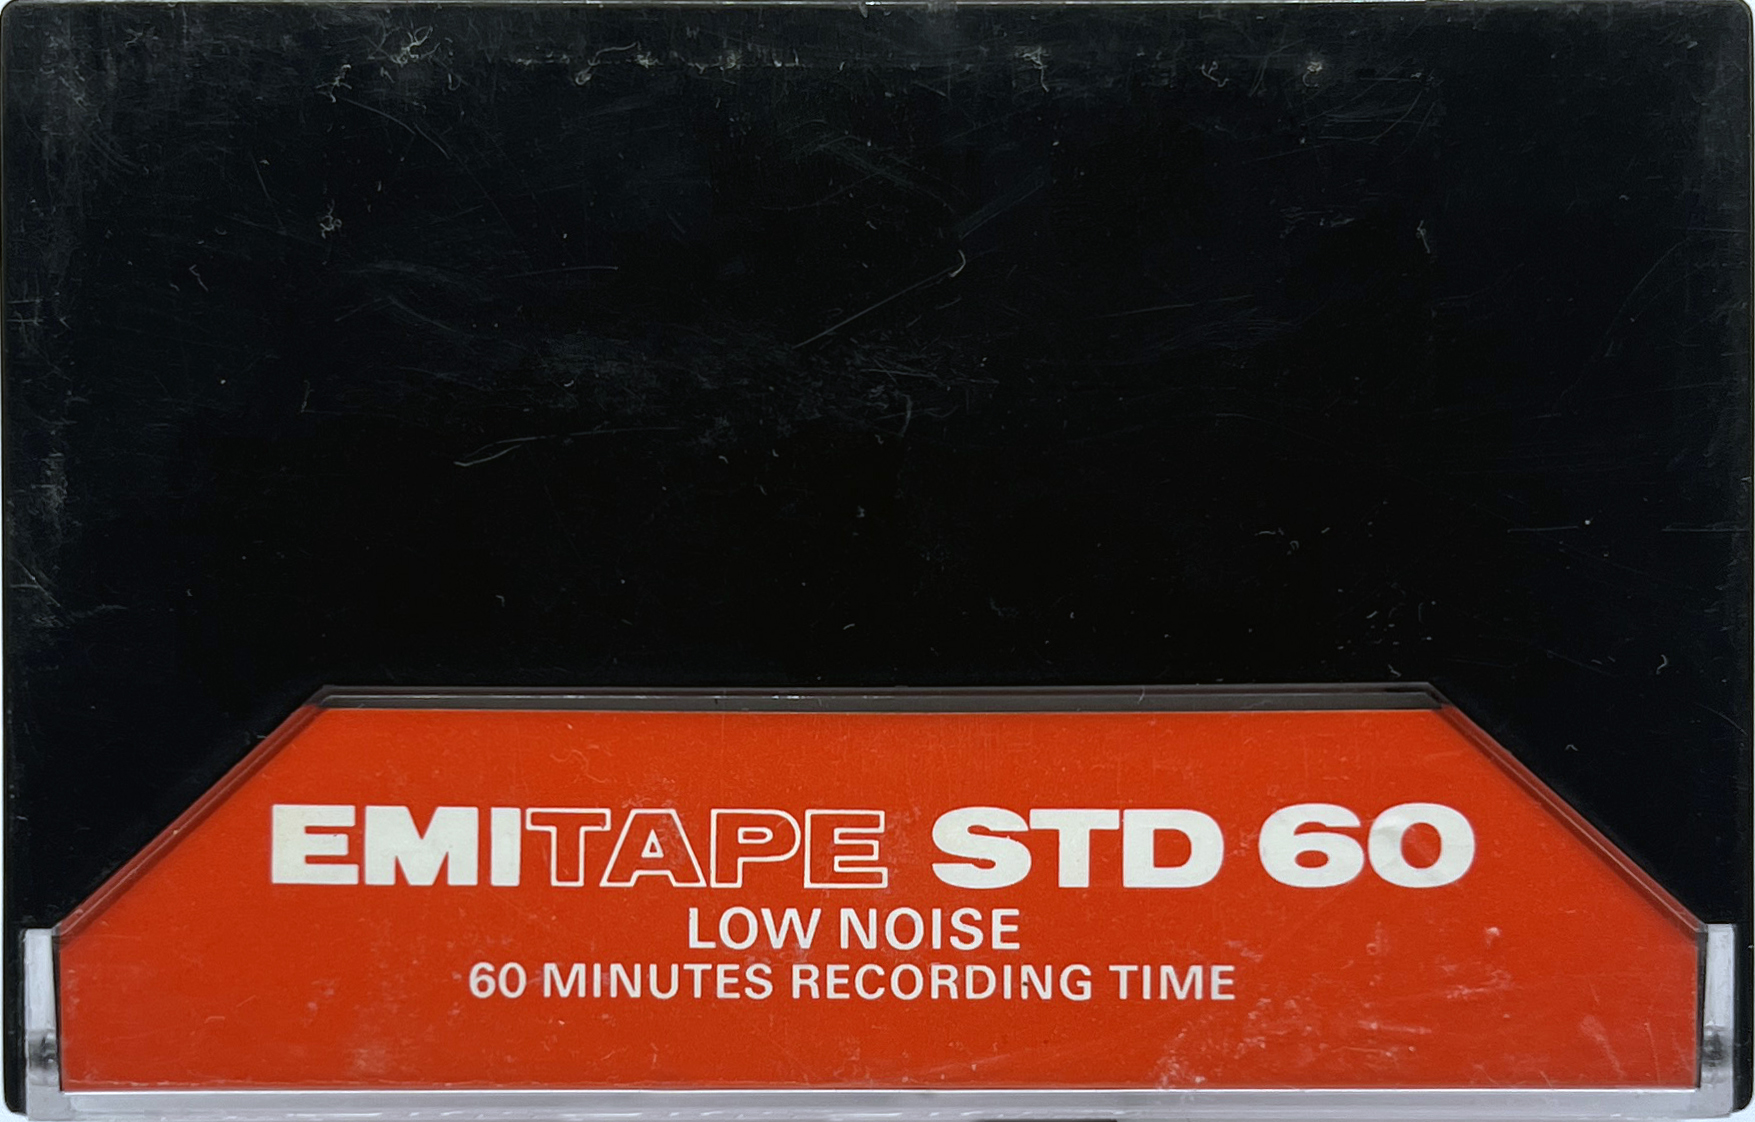 EMITAPE STD 60
LOW NOISE
60 MINUTES RECORDING TIME